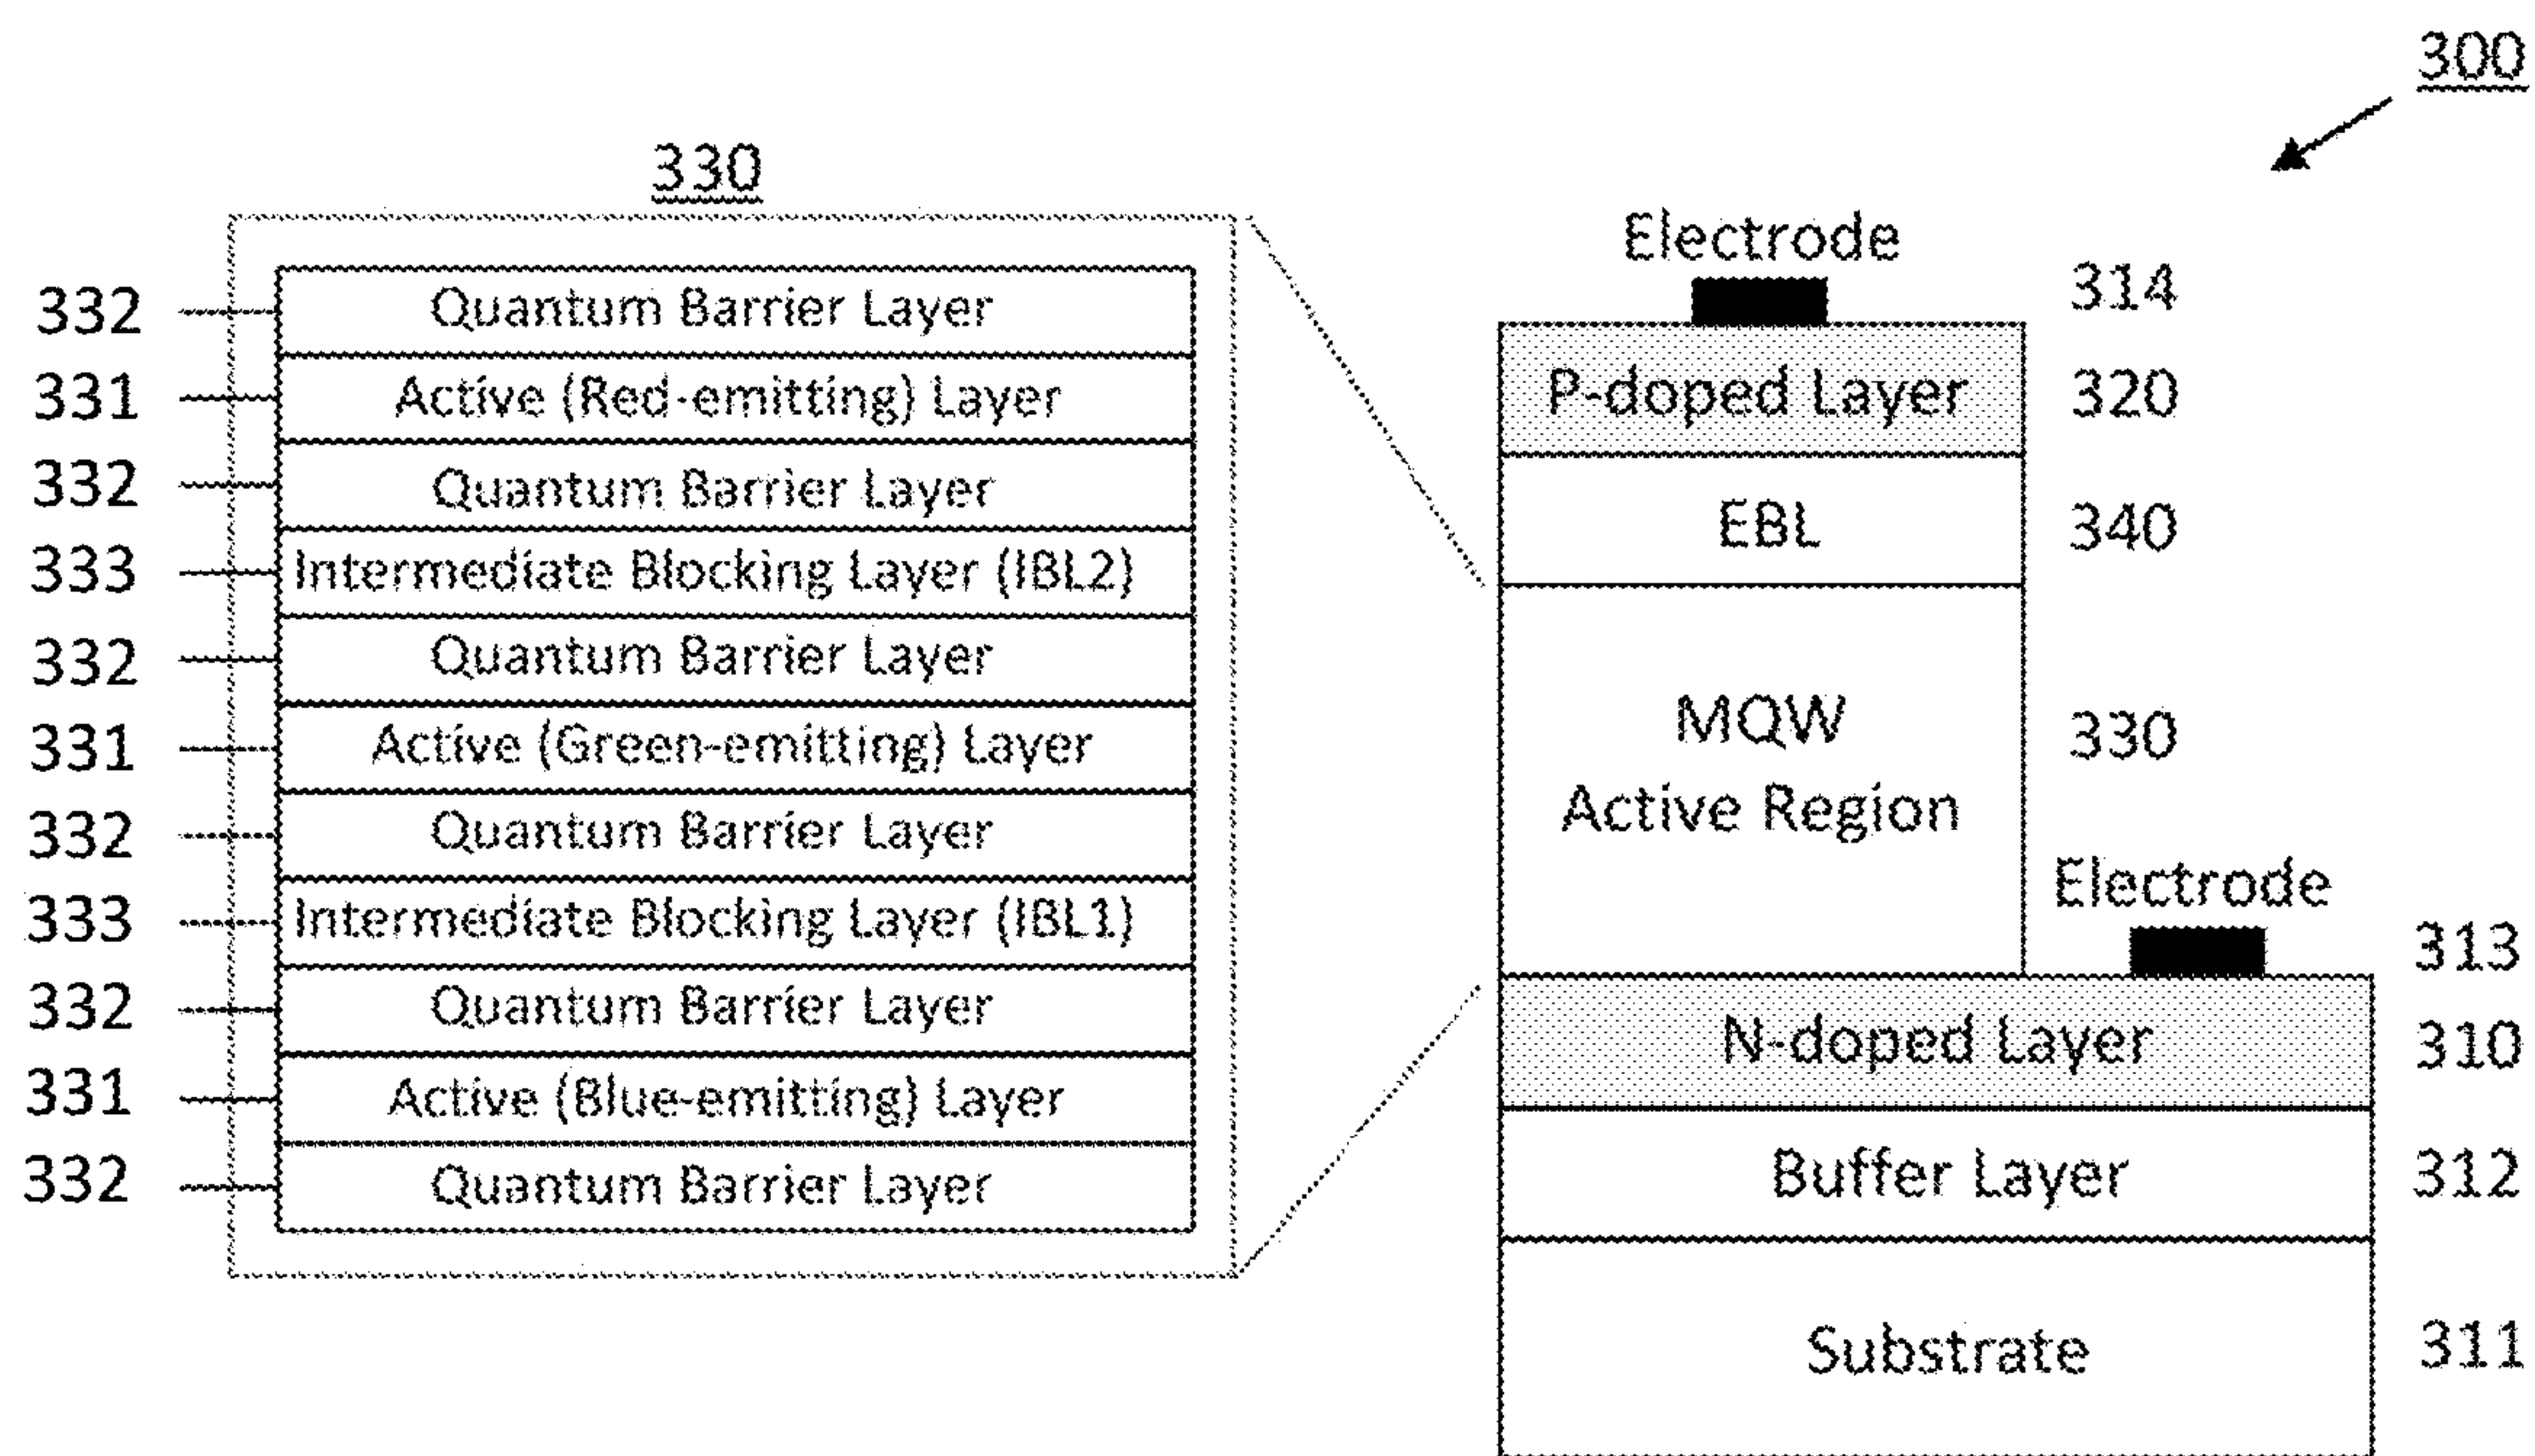 300
330
332 Quantum Barrier Layer
331 Active (Red-emitting) Layer
332 Quantum Barrier Layer
333 Intermediate Blocking Layer (IBL2)
332 Quantum Barrier Layer
331 Active (Green-emitting) Layer
332 Quantum Barrier Layer
333 Intermediate Blocking Layer (IBL1)
332 Quantum Barrier Layer
331 Active (Blue-emitting) Layer
332 Quantum Barrier Layer
Electrode 314
P-doped Layer 320
EBL 340
MQW
Active Region 330
Electrode 313
N-doped Layer 310
Buffer Layer 312
Substrate 311